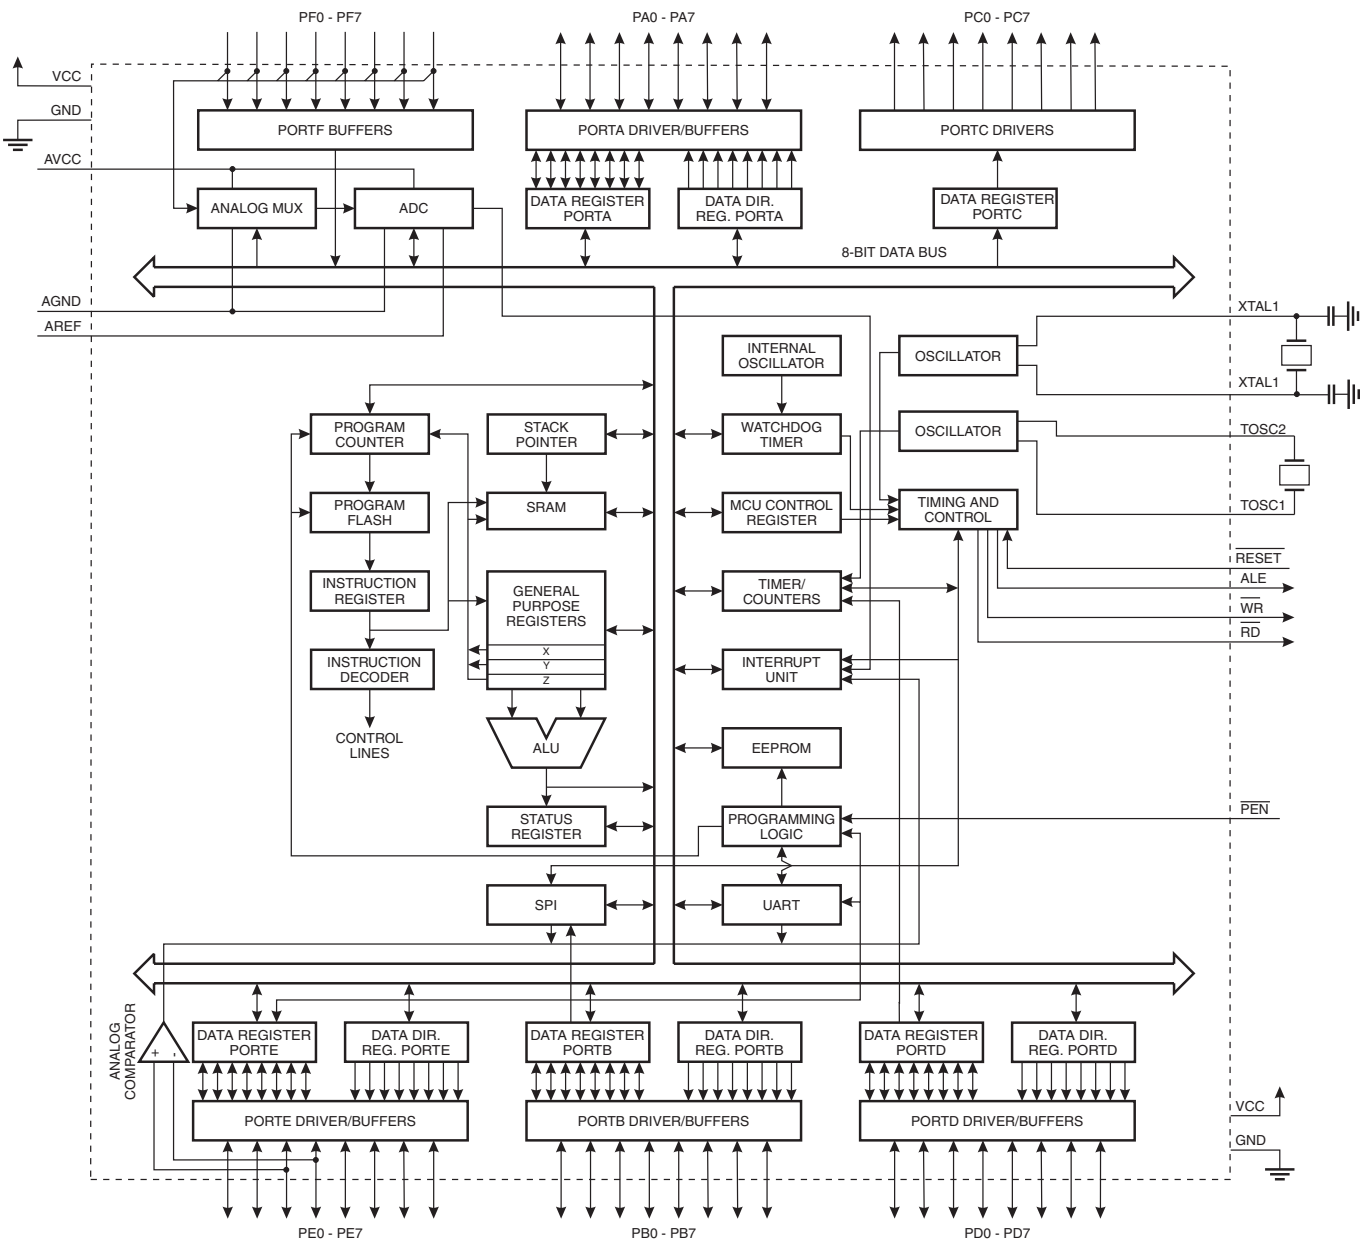 PF0 - PF7
PA0 - PA7
PC0 - PC7
VCC
GND
AVCC
PORTF BUFFERS
PORTA DRIVER/BUFFERS
PORTC DRIVERS
ANALOG MUX
ADC
DATA REGISTER
PORTA
DATA DIR.
REG. PORTA
DATA REGISTER
PORTC
8-BIT DATA BUS
AGND
AREF
XTAL1
INTERNAL
OSCILLATOR
OSCILLATOR
XTAL1
PROGRAM
COUNTER
STACK
POINTER
WATCHDOG
TIMER
OSCILLATOR
TOSC2
PROGRAM
FLASH
SRAM
MCU CONTROL
REGISTER
TIMING AND
CONTROL
TOSC1
RESET
ALE
WR
RD
INSTRUCTION
REGISTER
GENERAL
PURPOSE
REGISTERS
X
Y
Z
TIMER/
COUNTERS
INSTRUCTION
DECODER
INTERRUPT
UNIT
CONTROL
LINES
ALU
EEPROM
STATUS
REGISTER
PROGRAMMING
LOGIC
PEN
SPI
UART
ANALOG
COMPARATOR
+
-
DATA REGISTER
PORTE
DATA DIR.
REG. PORTE
DATA REGISTER
PORTB
DATA DIR.
REG. PORTB
DATA REGISTER
PORTD
DATA DIR.
REG. PORTD
PORTE DRIVER/BUFFERS
PORTB DRIVER/BUFFERS
PORTD DRIVER/BUFFERS
VCC
GND
PE0 - PE7
PB0 - PB7
PD0 - PD7